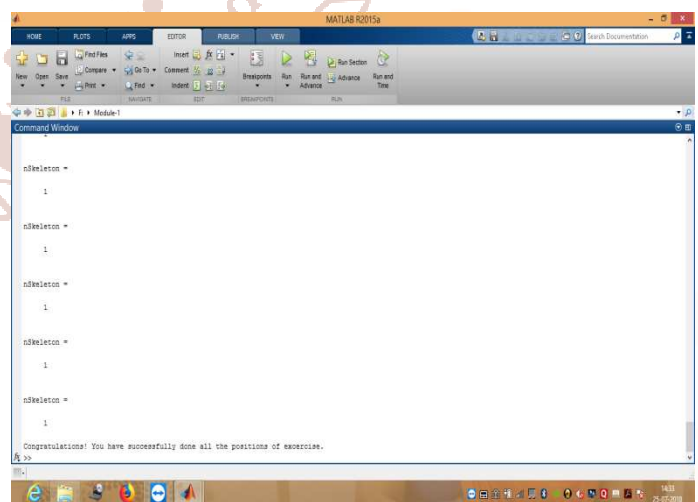 MATLAB R2015a
HOME PLOTS APPS EDITOR PUBLISH VIEW
Search Documentation
New Open Save
Find Files
Compare
Print
Go To
Find
Insert
Comment
Indent
Breakpoints
Run
Run and Advance
Run Section
Advance
Run and Time
FILE NAVIGATE EDIT BREAKPOINTS RUN
F: Module-1
Command Window
nSkeleton =
1
nSkeleton =
1
nSkeleton =
1
nSkeleton =
1
nSkeleton =
1
Congratulations! You have successfully done all the positions of excercise.
fx >>
14:33